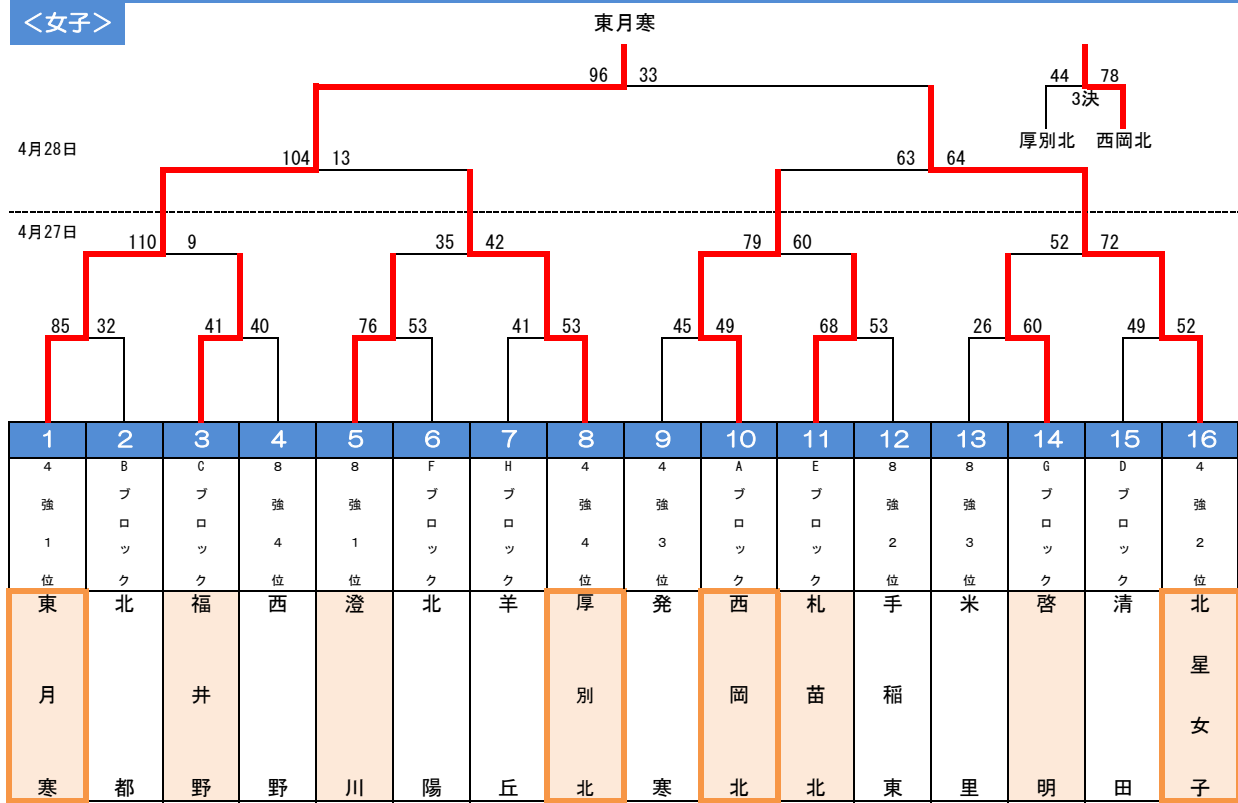 <女子>
東月寒
96 33
44 78
3決
厚別北 西岡北
4月28日
104 13
63 64
4月27日
110 9
35 42
79 60
52 72
85 32
41 40
76 53
41 53
45 49
68 53
26 60
49 52
1 2 3 4 5 6 7 8 9 10 11 12 13 14 15 16
4強1位
Bブロック
Cブロック
8強4位
8強1位
Fブロック
Hブロック
4強4位
4強3位
Aブロック
Eブロック
8強2位
8強3位
Gブロック
Dブロック
4強2位
東月寒
北都
福井野
西野
澄川
北陽
羊丘
厚別北
発寒
西岡北
札苗北
手稲東
米里
啓明
清田
北星女子